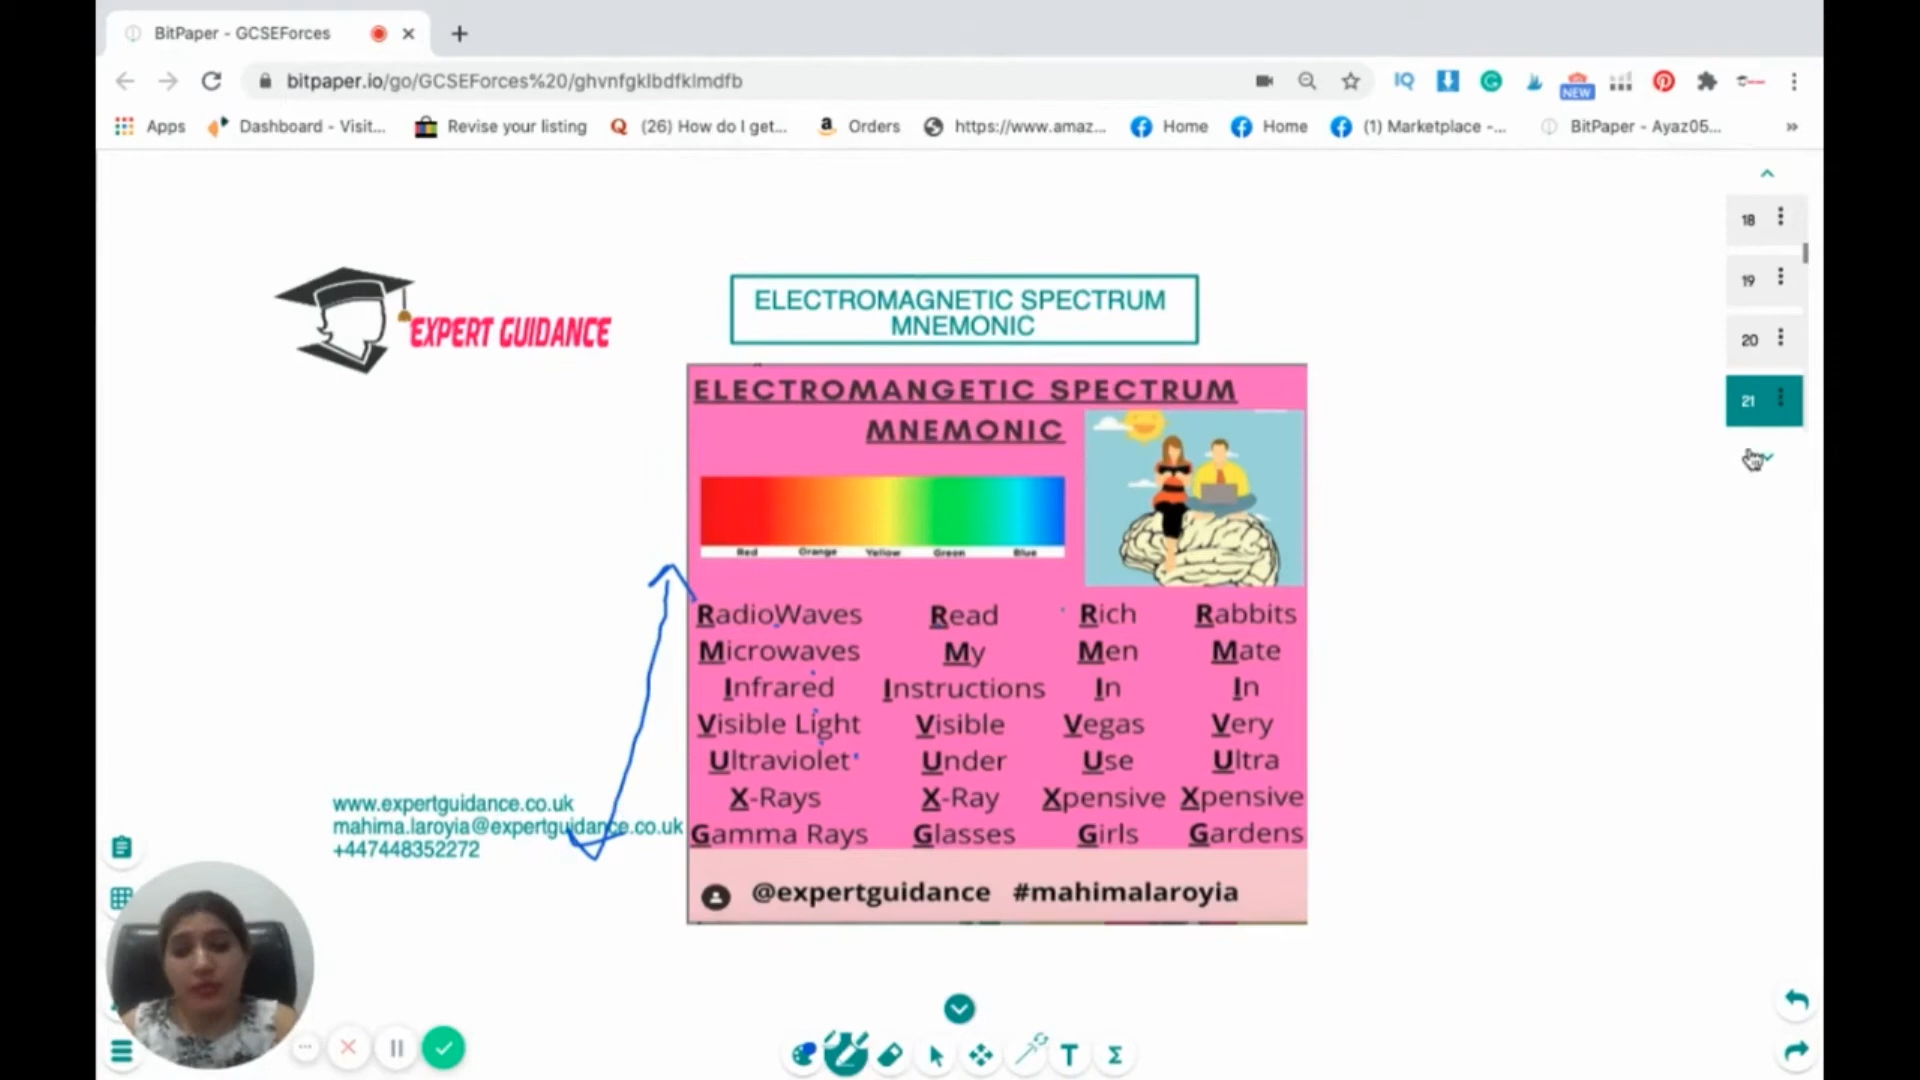 BitPaper - GCSEForces
bitpaper.io/go/GCSEForces%20/ghvnfgklbdfklmdfb
IQ
NEW
Apps
Dashboard - Visit...
Revise your listing
(26) How do I get...
Orders
https://www.amaz...
Home
Home
(1) Marketplace -...
BitPaper - Ayaz05...
»
18
19
20
21
EXPERT GUIDANCE
ELECTROMAGNETIC SPECTRUM
MNEMONIC
ELECTROMANGETIC SPECTRUM
MNEMONIC
Red Orange Yellow Green Blue
RadioWaves Read Rich Rabbits
Microwaves My Men Mate
Infrared Instructions In In
Visible Light Visible Vegas Very
Ultraviolet Under Use Ultra
X-Rays X-Ray Xpensive Xpensive
Gamma Rays Glasses Girls Gardens
@expertguidance #mahimalaroyia
www.expertguidance.co.uk
mahima.laroyia@expertguidance.co.uk
+447448352272
T
Σ